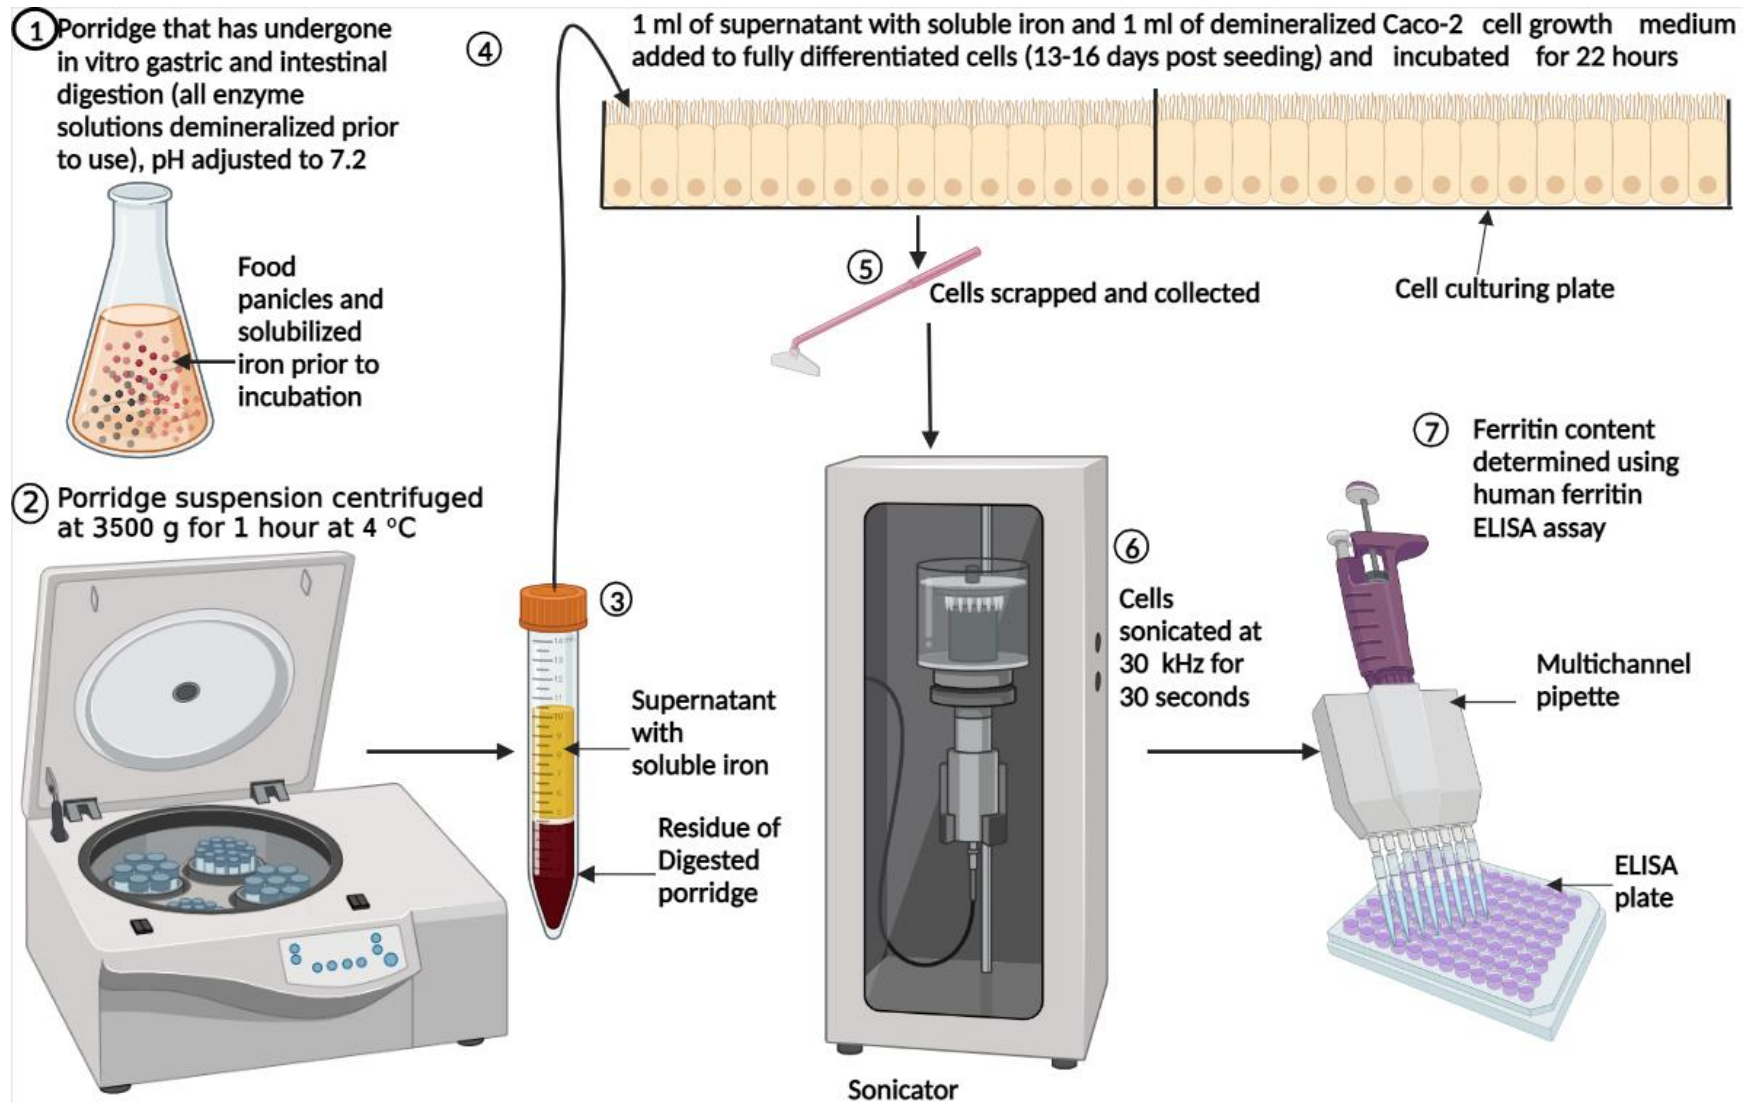 1 Porridge that has undergone
in vitro gastric and intestinal
digestion (all enzyme
solutions demineralized prior
to use), pH adjusted to 7.2
Food
panicles and
solubilized
iron prior to
incubation
2 Porridge suspension centrifuged
at 3500 g for 1 hour at 4 °C
3
Supernatant
with
soluble iron
Residue of
Digested
porridge
4
1 ml of supernatant with soluble iron and 1 ml of demineralized Caco-2 cell growth medium
added to fully differentiated cells (13-16 days post seeding) and incubated for 22 hours
Cell culturing plate
5
Cells scrapped and collected
6
Cells
sonicated at
30 kHz for
30 seconds
Sonicator
7 Ferritin content
determined using
human ferritin
ELISA assay
Multichannel
pipette
ELISA
plate